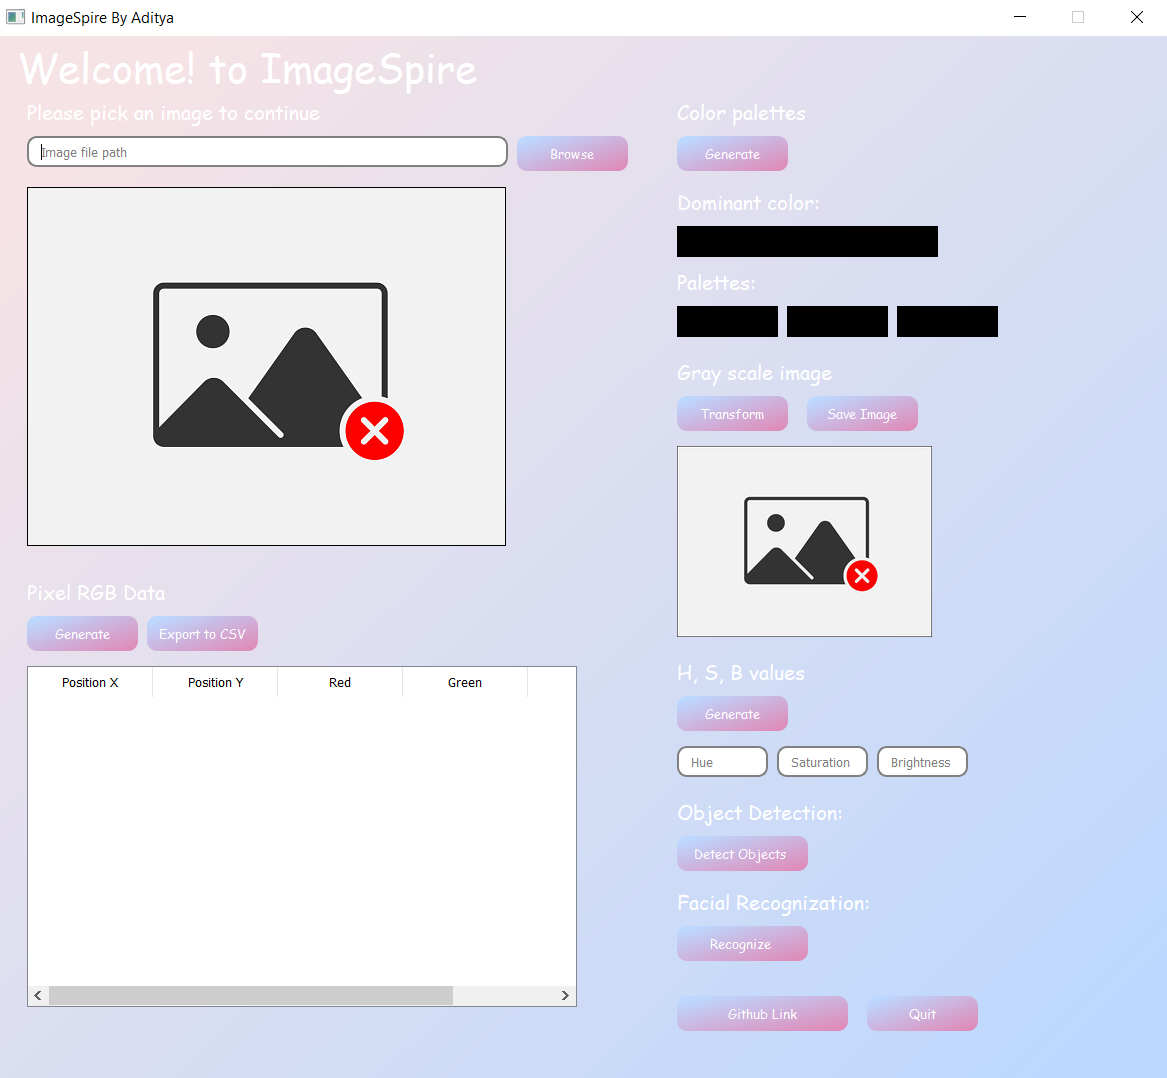 ImageSpire By Aditya
Welcome! to ImageSpire
Please pick an image to continue
Image file path
Browse
Pixel RGB Data
Generate
Export to CSV
Position X
Position Y
Red
Green
Color palettes
Generate
Dominant color:
Palettes:
Gray scale image
Transform
Save Image
H, S, B values
Generate
Hue
Saturation
Brightness
Object Detection:
Detect Objects
Facial Recognization:
Recognize
Github Link
Quit